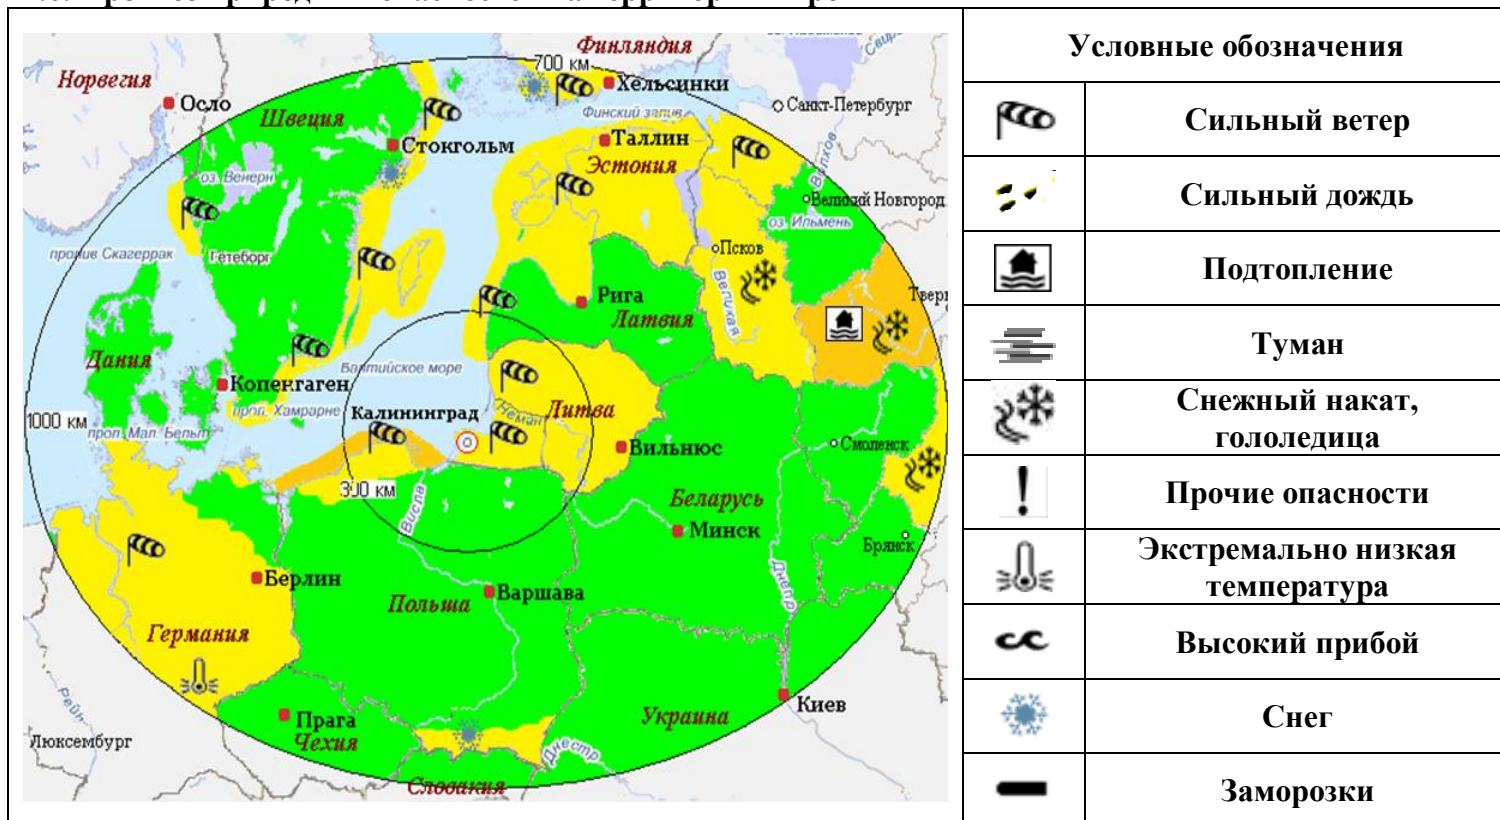 Условные обозначения
Сильный ветер
Сильный дождь
Подтопление
Туман
Снежный накат,
гололедица
Прочие опасности
Экстремально низкая
температура
Высокий прибой
Снег
Заморозки
Финляндия
700 км
Норвегия
Хельсинки
Осло
Санкт-Петербург
Швеция
Финский залив
Волхов
Стокгольм
Таллин
Эстония
оз. Венерн
Великий Новгород
оз. Ильмень
пролив Скагеррак
Гётеборг
Псков
Великая
Рига
Латвия
Дания
Балтийское море
Копенгаген
прол. Хамрарне
Калининград
Неман
Литва
1000 км
прол. Мал. Бельт
Вильнюс
Смоленск
300 км
Висла
Беларусь
Минск
Брянск
Берлин
Днепр
Польша
Варшава
Германия
Рейн
Киев
Прага
Украина
Чехия
Люксембург
Днестр
Словакия